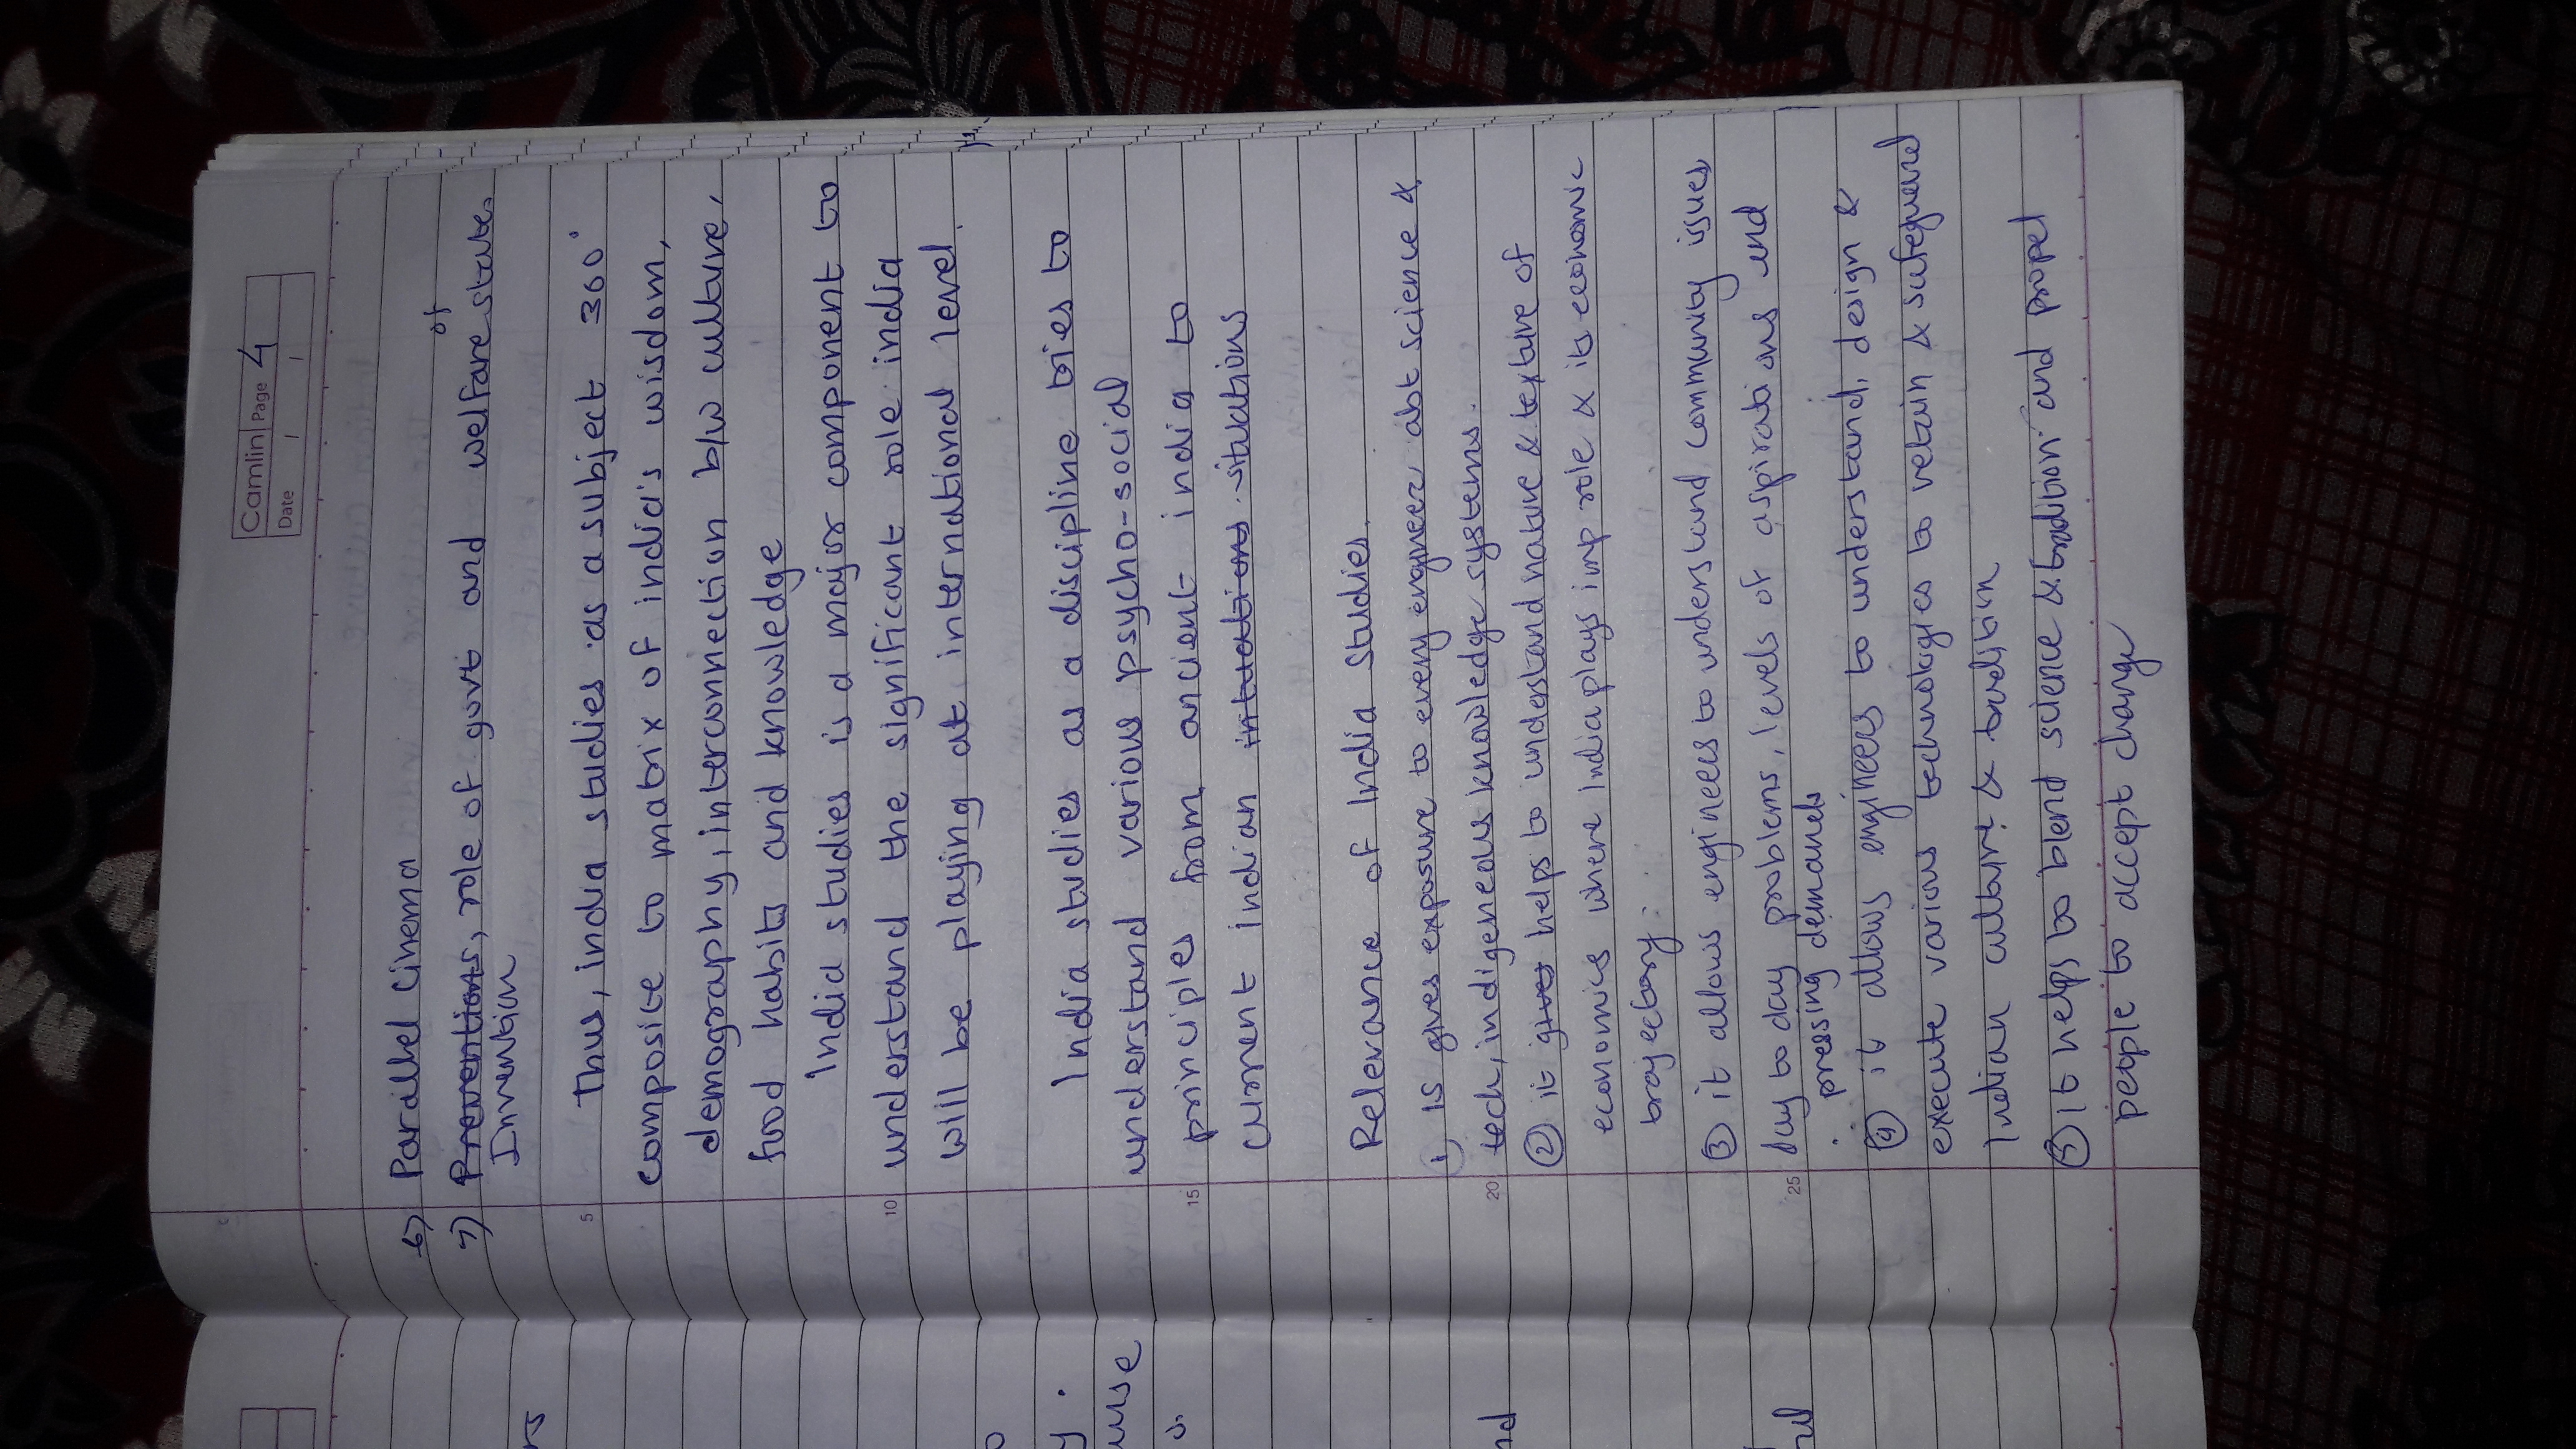 Camlin Page 4
Date / /
6) Parallel Cinema
of
7) Preventions, role of govt and welfare state.
Invention
5 Thus, india studies as a subject 360°
composite to matrix of india's wisdom,
demography, interconnection b/w culture,
food habits and knowledge
India studies is a major component to
10 understand the significant role india
will be playing at international level.
India studies as a discipline tries to
understand various psycho-social
15 principles from ancient india to
current indian intuations situations
Relevance of India Studies.
1) IS gives exposure to every engineer abt science &
20 tech, indigeneous knowledge systems.
② it gives helps to understand nature & texture of
economics where India plays imp role & its economic
trajectory.
③ it allows engineers to understand community issues
25 day to day problems, levels of aspirations and
pressing demands
④ it allows engineers to understand, design &
execute various technologies to retain & safeguard
Indian culture & tradition
⑤ it helps to blend science & tradition and propel
people to accept change
rs
y.
urse
nd